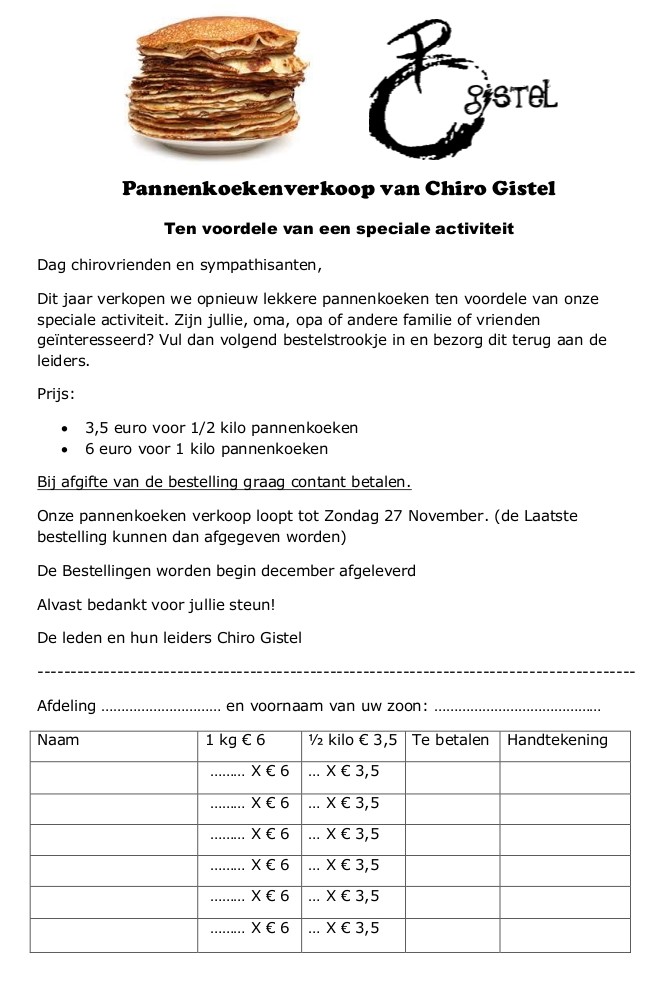 gISTEL
Pannenkoekenverkoop van Chiro Gistel
Ten voordele van een speciale activiteit
Dag chirovrienden en sympathisanten,
Dit jaar verkopen we opnieuw lekkere pannenkoeken ten voordele van onze
speciale activiteit. Zijn jullie, oma, opa of andere familie of vrienden
geïnteresseerd? Vul dan volgend bestelstrookje in en bezorg dit terug aan de
leiders.
Prijs:
• 3,5 euro voor 1/2 kilo pannenkoeken
• 6 euro voor 1 kilo pannenkoeken
Bij afgifte van de bestelling graag contant betalen.
Onze pannenkoeken verkoop loopt tot Zondag 27 November. (de Laatste
bestelling kunnen dan afgegeven worden)
De Bestellingen worden begin december afgeleverd
Alvast bedankt voor jullie steun!
De leden en hun leiders Chiro Gistel
------------------------------------------------------------------------------------------
Afdeling ………………………… en voornaam van uw zoon: ……………………………………
Naam 1 kg € 6 ½ kilo € 3,5 Te betalen Handtekening
……… X € 6 … X € 3,5
……… X € 6 … X € 3,5
……… X € 6 … X € 3,5
……… X € 6 … X € 3,5
……… X € 6 … X € 3,5
……… X € 6 … X € 3,5